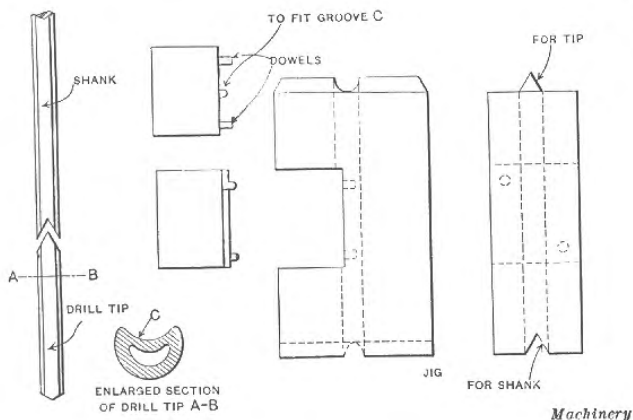 TO FIT GROOVE C
FOR TIP
DOWELS
SHANK
A B
DRILL TIP
C
JIG
ENLARGED SECTION
OF DRILL TIP A-B
FOR SHANK
Machinery